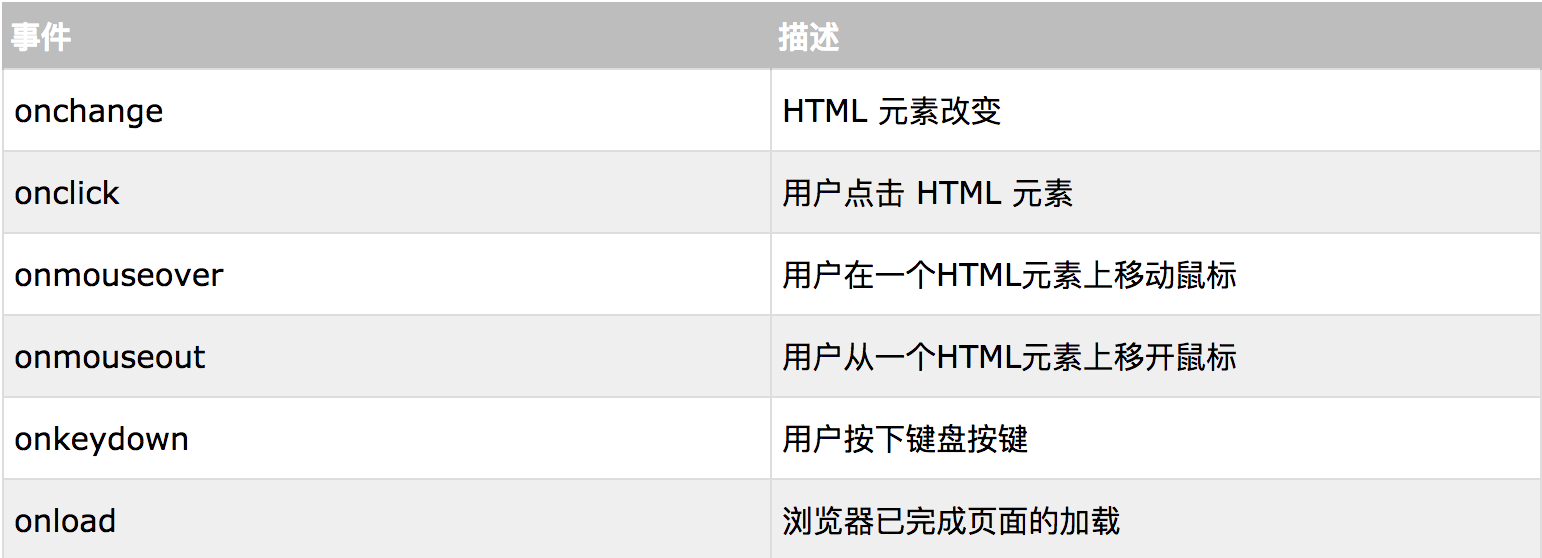 事件 描述
onchange HTML 元素改变
onclick 用户点击 HTML 元素
onmouseover 用户在一个HTML元素上移动鼠标
onmouseout 用户从一个HTML元素上移开鼠标
onkeydown 用户按下键盘按键
onload 浏览器已完成页面的加载